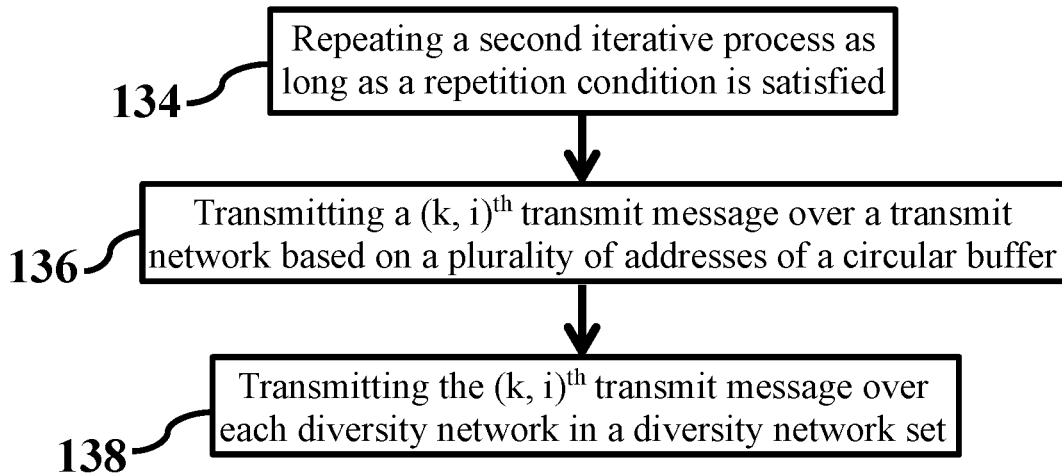 Repeating a second iterative process as
long as a repetition condition is satisfied
134
Transmitting a (k, i)th transmit message over a transmit
network based on a plurality of addresses of a circular buffer
136
Transmitting the (k, i)th transmit message over
each diversity network in a diversity network set
138